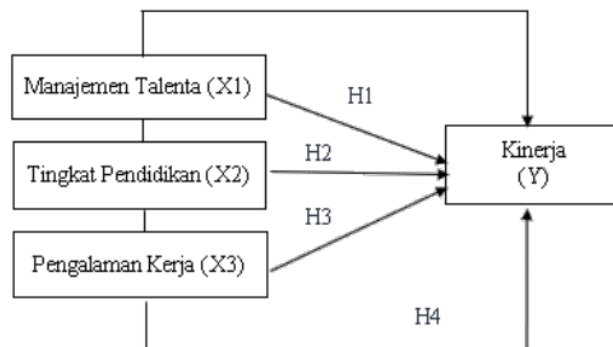 Manajemen Talenta (X1)
H1
H2
Kinerja
(Y)
Tingkat Pendidikan (X2)
H3
Pengalaman Kerja (X3)
H4